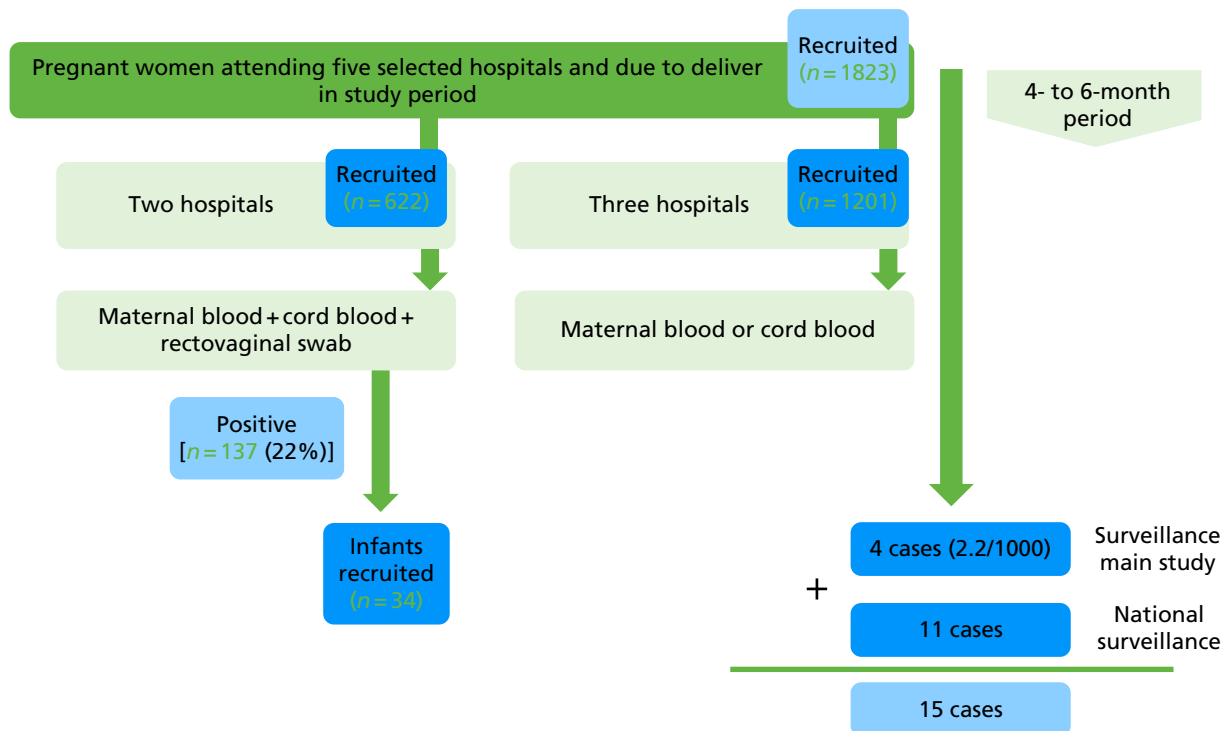 Recruited
(n=1823)
Pregnant women attending five selected hospitals and due to deliver
in study period
4- to 6-month
period
Recruited
(n=622)
Two hospitals
Recruited
(n=1201)
Three hospitals
Maternal blood+cord blood+
rectovaginal swab
Maternal blood or cord blood
Positive
[n=137 (22%)]
Infants
recruited
(n=34)
4 cases (2.2/1000)
Surveillance
main study
+
11 cases
National
surveillance
15 cases